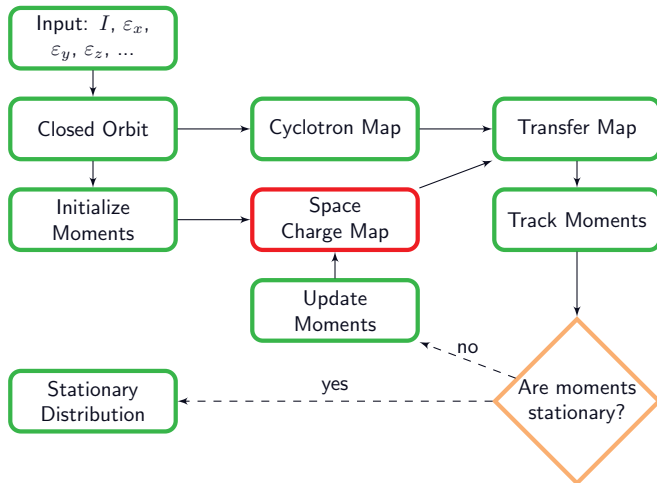 Input: I, εx,
εy, εz, ...
Closed Orbit
Cyclotron Map
Transfer Map
Initialize
Moments
Space
Charge Map
Track Moments
Update
Moments
no
Are moments
stationary?
yes
Stationary
Distribution